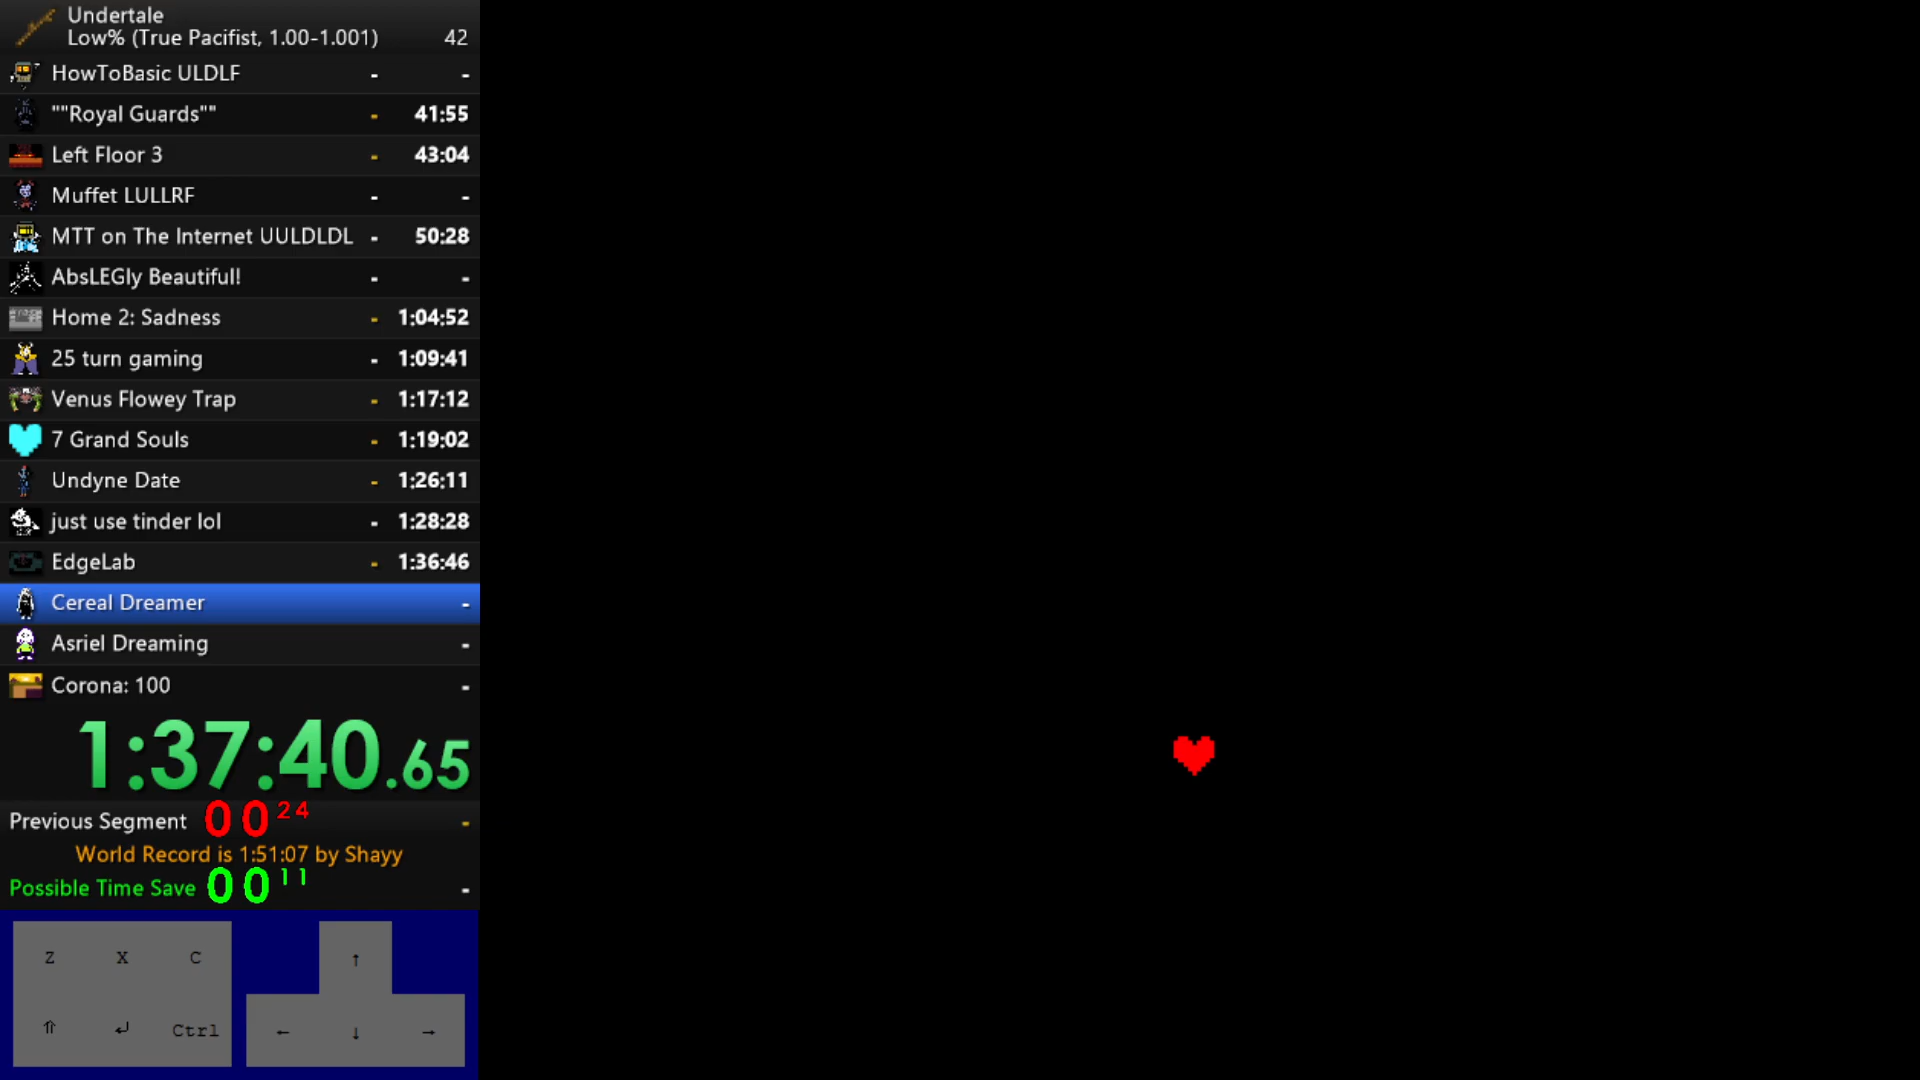 Undertale
Low% (True Pacifist, 1.00-1.001) 42
HowToBasic ULDLF - -
""Royal Guards"" - 41:55
Left Floor 3 - 43:04
Muffet LULLRF - -
MTT on The Internet UULDLDL - 50:28
AbsLEGly Beautiful! - -
Home 2: Sadness - 1:04:52
25 turn gaming - 1:09:41
Venus Flowey Trap - 1:17:12
7 Grand Souls - 1:19:02
Undyne Date - 1:26:11
just use tinder lol - 1:28:28
EdgeLab - 1:36:46
Cereal Dreamer -
Asriel Dreaming -
Corona: 100 -
1:37:40.65
Previous Segment 00 24 -
World Record is 1:51:07 by Shayy
Possible Time Save 00 11 -
Z X C ↑
⇧ ↵ Ctrl ← ↓ →